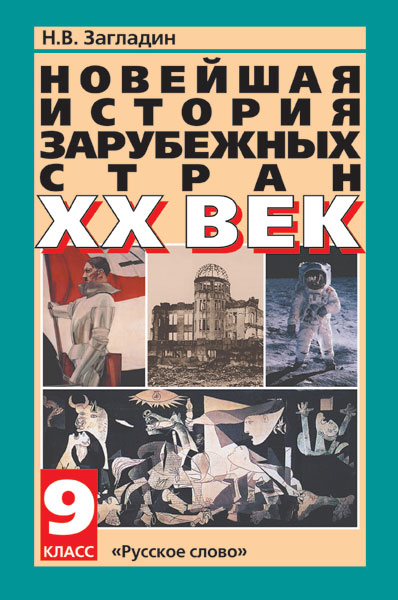 Н.В. Загладин
НОВЕЙШАЯ
ИСТОРИЯ
ЗАРУБЕЖНЫХ
СТРАН
XX ВЕК
9
КЛАСС
«Русское слово»